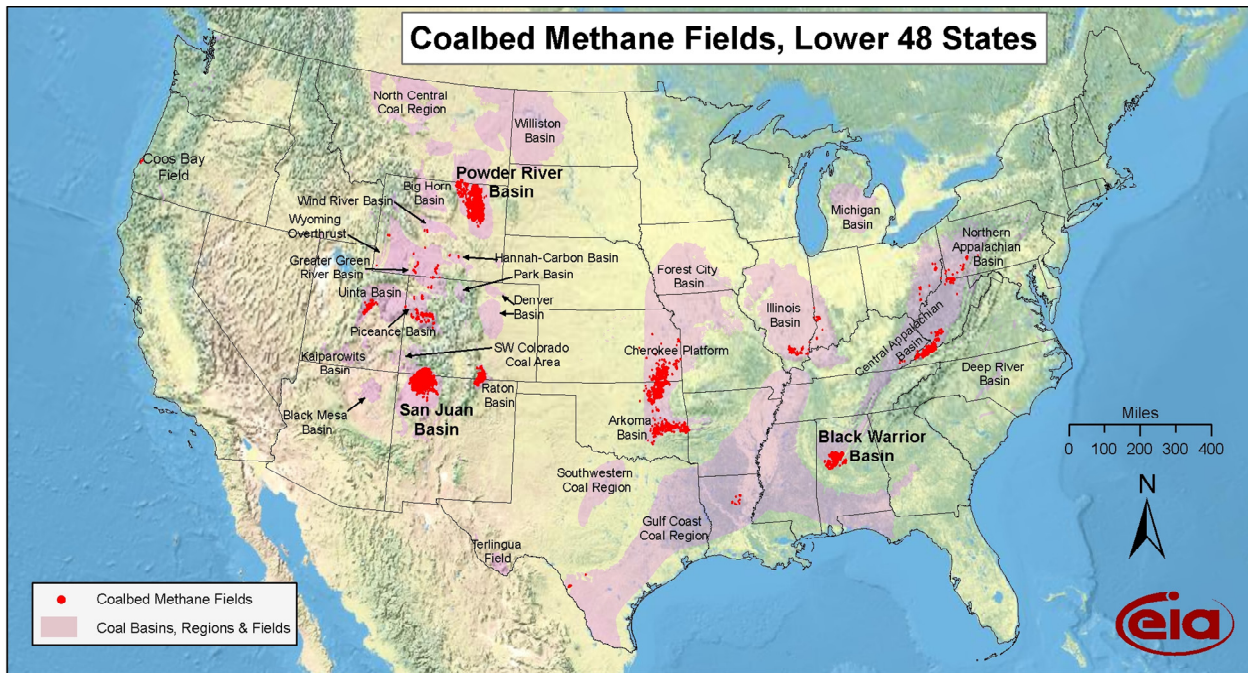 Coalbed Methane Fields, Lower 48 States
North Central
Coal Region
Williston
Basin
Coos Bay
Field
Powder River
Basin
Big Horn
Basin
Wind River Basin
Wyoming
Overthrust
Greater Green
River Basin
Hannah-Carbon Basin
Park Basin
Uinta Basin
Denver
Basin
Piceance Basin
SW Colorado
Coal Area
Kaiparowits
Basin
Black Mesa
Basin
San Juan
Basin
Raton
Basin
Forest City
Basin
Cherokee Platform
Arkoma
Basin
Illinois
Basin
Michigan
Basin
Northern
Appalachian
Basin
Central Appalachian
Basin
Deep River
Basin
Black Warrior
Basin
Southwestern
Coal Region
Gulf Coast
Coal Region
Terlingua
Field
Miles
0 100 200 300 400
N
Coalbed Methane Fields
Coal Basins, Regions & Fields
eia